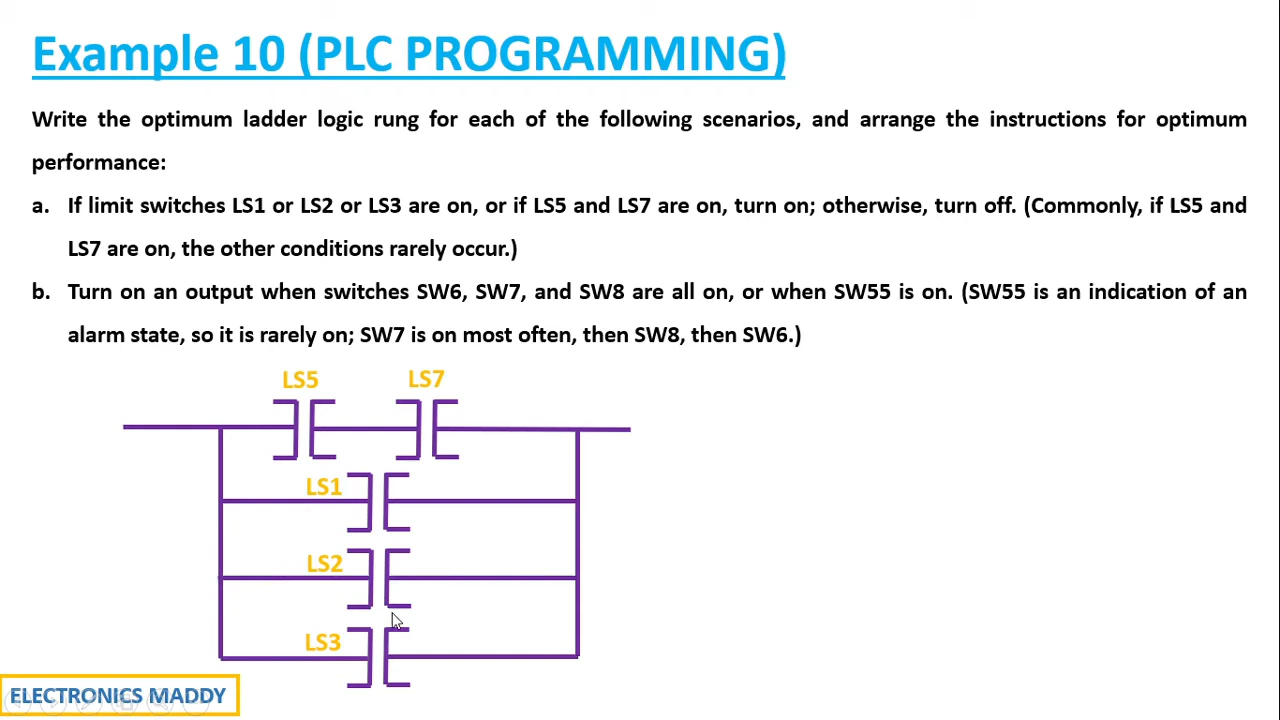 Example 10 (PLC PROGRAMMING)
Write the optimum ladder logic rung for each of the following scenarios, and arrange the instructions for optimum
performance:
a. If limit switches LS1 or LS2 or LS3 are on, or if LS5 and LS7 are on, turn on; otherwise, turn off. (Commonly, if LS5 and
LS7 are on, the other conditions rarely occur.)
b. Turn on an output when switches SW6, SW7, and SW8 are all on, or when SW55 is on. (SW55 is an indication of an
alarm state, so it is rarely on; SW7 is on most often, then SW8, then SW6.)
LS5 LS7
LS1
LS2
LS3
ELECTRONICS MADDY